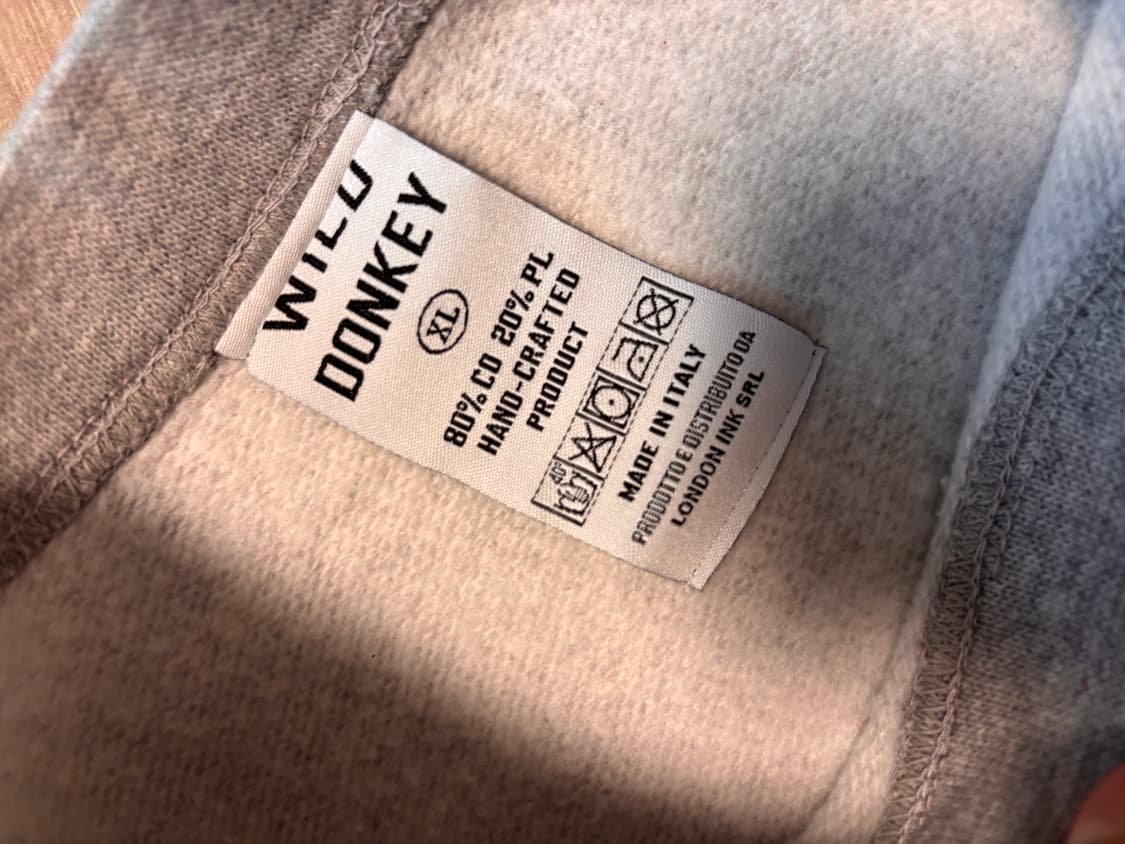 WILD
DONKEY
XL
80% CO 20% PL
HAND-CRAFTED
PRODUCT
40°
MADE IN ITALY
PRODOTTO E DISTRIBUITO DA
LONDON INK SRL